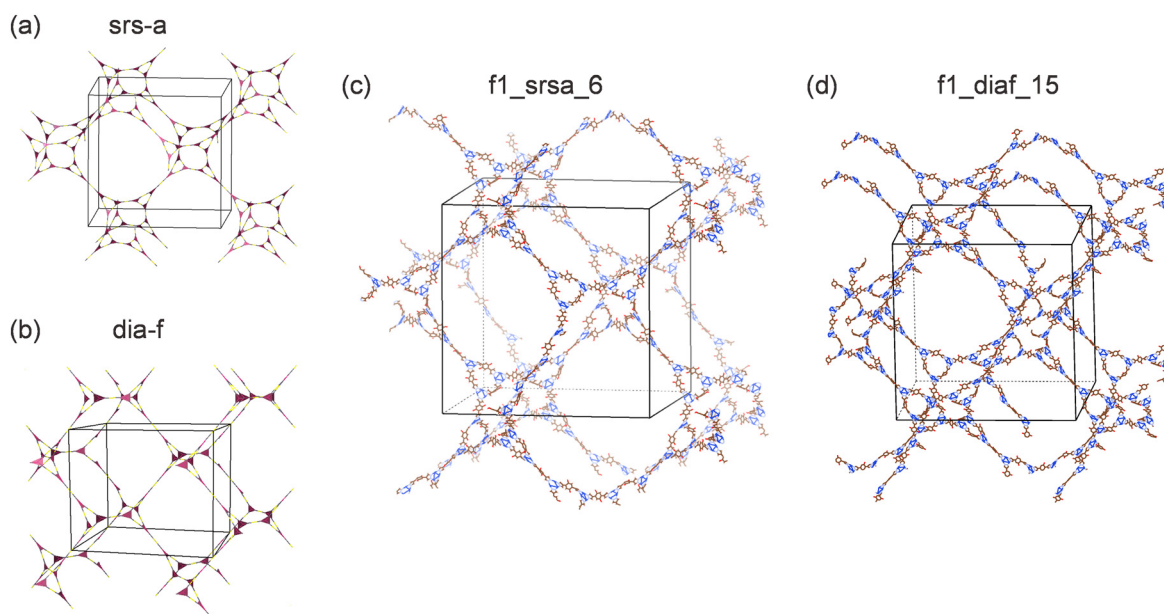 (a) srs-a
(b) dia-f
(c) f1_srsa_6
(d) f1_diaf_15